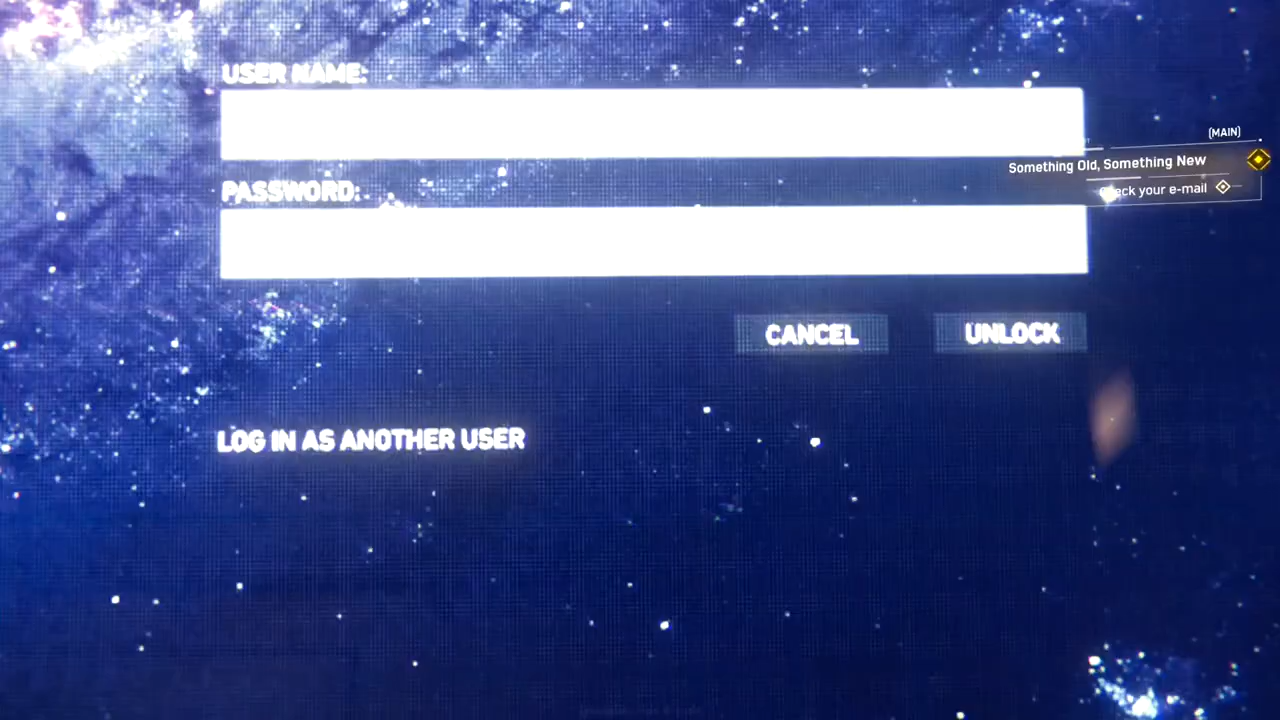 USER NAME:
(MAIN)
Something Old, Something New
PASSWORD:
Check your e-mail
CANCEL
UNLOCK
LOG IN AS ANOTHER USER